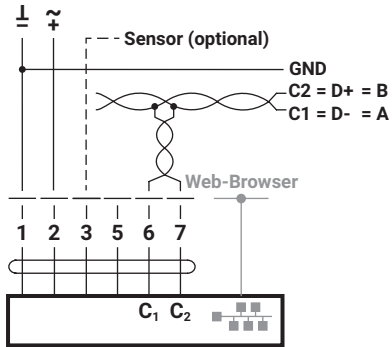 ⊥ ~
– +
Sensor (optional)
GND
C2 = D+ = B
C1 = D- = A
Web-Browser
1 2 3 5 6 7
C₁ C₂